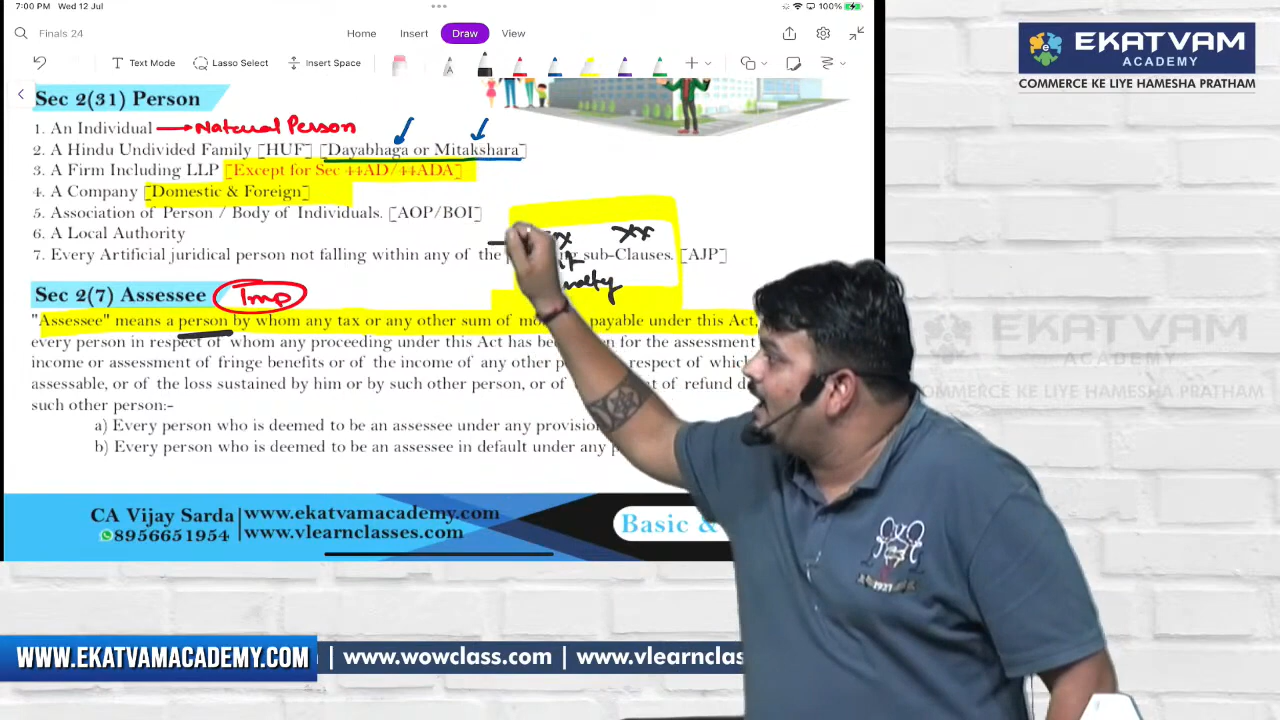 7:00 PM Wed 12 Jul
100%
Finals 24
Home Insert Draw View
Text Mode Lasso Select Insert Space
EKATVAM
ACADEMY
COMMERCE KE LIYE HAMESHA PRATHAM
Sec 2(31) Person
1. An Individual Natural Person
2. A Hindu Undivided Family [HUF] [Dayabhaga or Mitakshara]
3. A Firm Including LLP [Except for Sec 44AD/44ADA]
4. A Company [Domestic & Foreign]
5. Association of Person / Body of Individuals. [AOP/BOI]
6. A Local Authority
xx
7. Every Artificial juridical person not falling within any of the sub-Clauses. [AJP]
Sec 2(7) Assessee Imp
"Assessee" means a person by whom any tax or any other sum of payable under this Act,
every person in respect of whom any proceeding under this Act has been for the assessment
income or assessment of fringe benefits or of the income of any other respect of which
assessable, or of the loss sustained by him or by such other person, or of of refund
such other person:-
a) Every person who is deemed to be an assessee under any
b) Every person who is deemed to be an assessee in default under any
CA Vijay Sarda
8956651954
www.ekatvamacademy.com
www.vlearnclasses.com
Basic &
EKATVAM
ACADEMY
COMMERCE KE LIYE HAMESHA PRATHAM
1927
WWW.EKATVAMACADEMY.COM | www.wowclass.com |